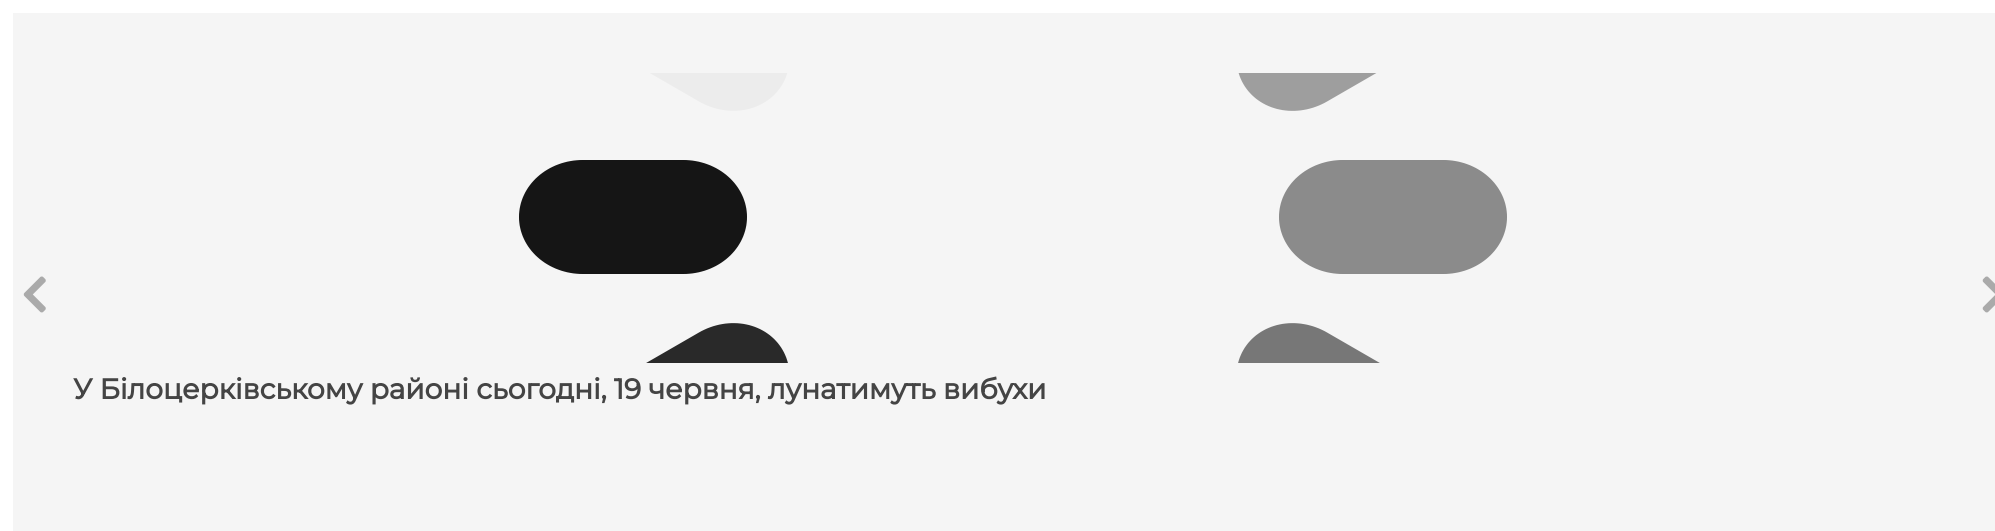 У Білоцерківському районі сьогодні, 19 червня, лунатимуть вибухи